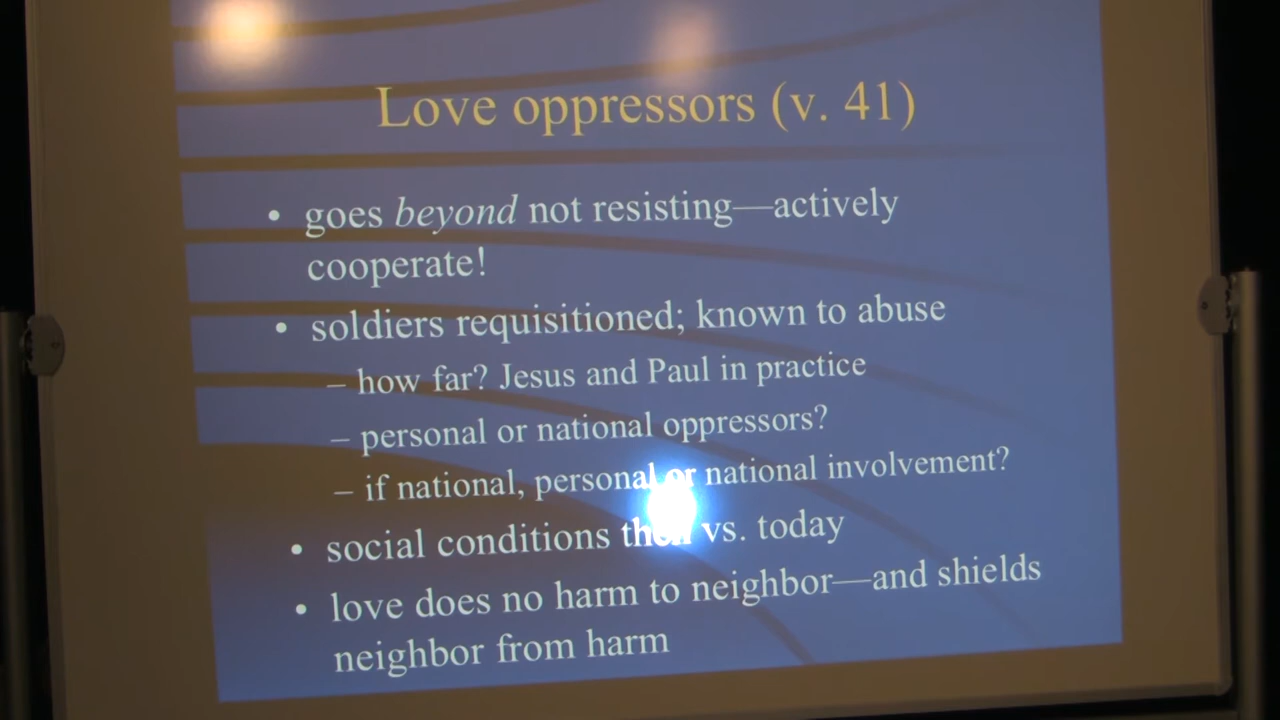 Love oppressors (v. 41)
• goes beyond not resisting—actively
cooperate!
• soldiers requisitioned; known to abuse
– how far? Jesus and Paul in practice
– personal or national oppressors?
– if national, personal or national involvement?
• social conditions then vs. today
• love does no harm to neighbor—and shields
neighbor from harm